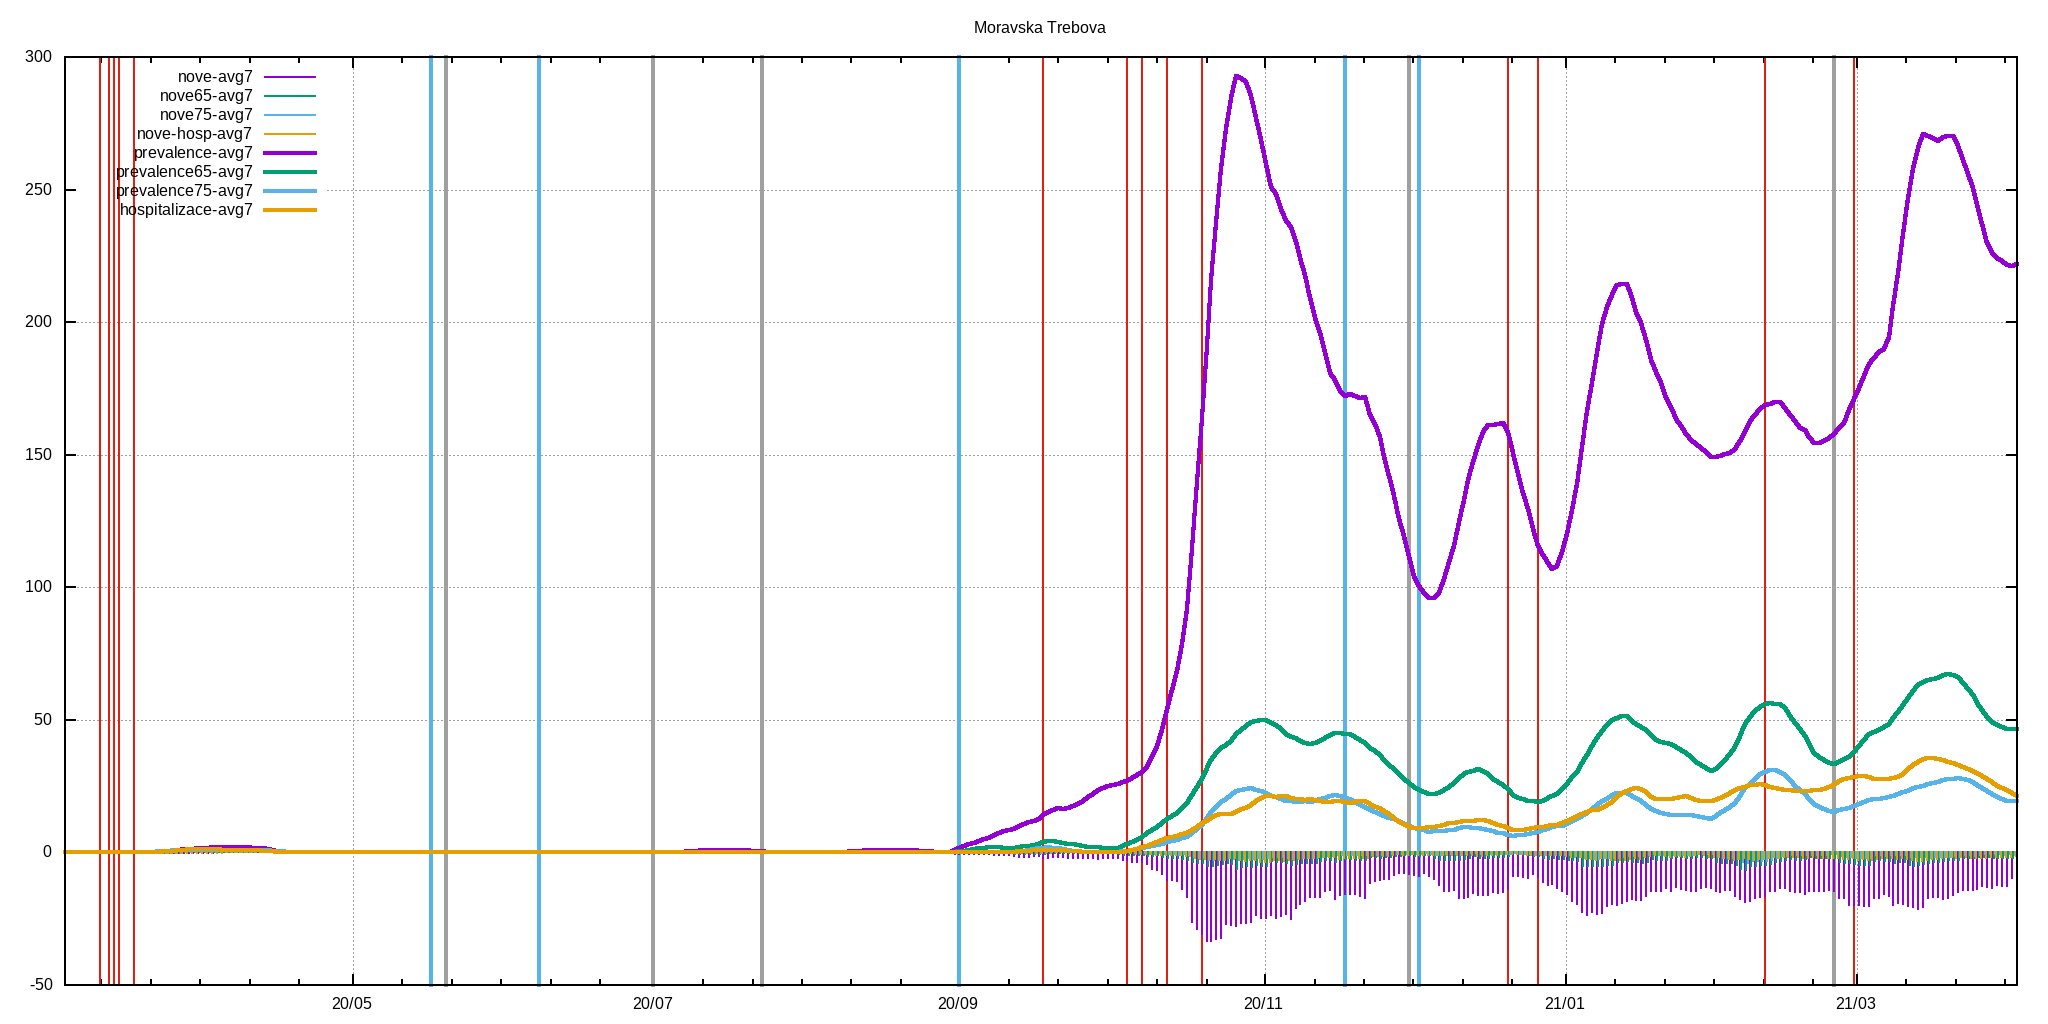 Moravska Trebova
300
250
200
150
100
50
0
-50
nove-avg7
nove65-avg7
nove75-avg7
nove-hosp-avg7
prevalence-avg7
prevalence65-avg7
prevalence75-avg7
hospitalizace-avg7
20/05
20/07
20/09
20/11
21/01
21/03